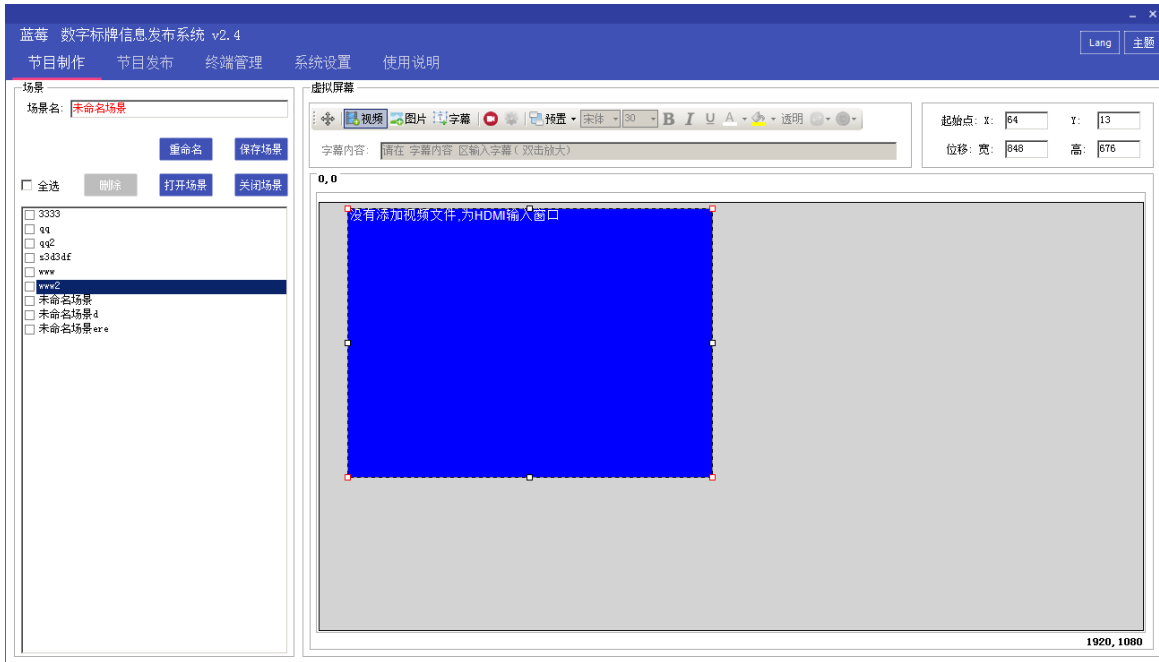 蓝莓 数字标牌信息发布系统 v2.4
Lang 主题
节目制作 节目发布 终端管理 系统设置 使用说明
场景
场景名: 未命名场景
重命名 保存场景
全选 删除 打开场景 关闭场景
3333
qq
qq2
s3d3df
www
www2
未命名场景
未命名场景d
未命名场景ere
虚拟屏幕
视频 图片 字幕 预置 宋体 30 B I U A 透明
字幕内容: 请在 字幕内容 区输入字幕( 双击放大)
起始点: X: 64 Y: 13
位移: 宽: 848 高: 676
0,0
没有添加视频文件,为HDMI输入窗口
1920,1080